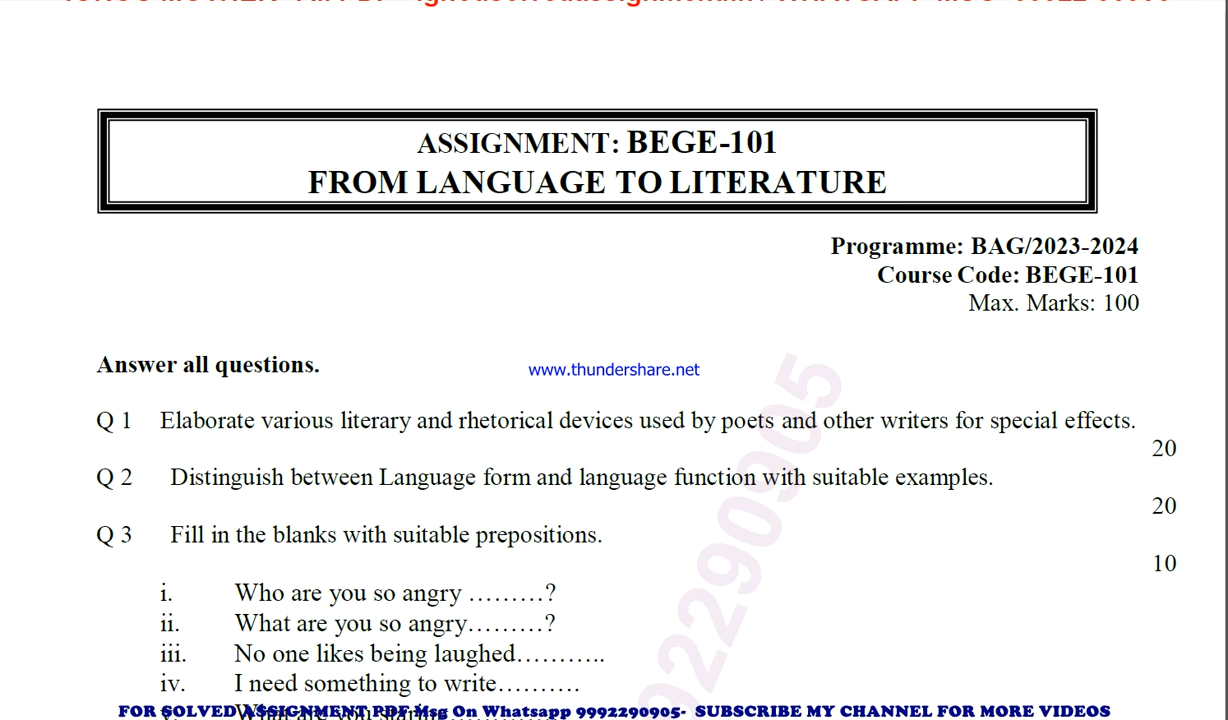 ASSIGNMENT: BEGE-101
FROM LANGUAGE TO LITERATURE
Programme: BAG/2023-2024
Course Code: BEGE-101
Max. Marks: 100
Answer all questions.
www.thundershare.net
Q 1 Elaborate various literary and rhetorical devices used by poets and other writers for special effects.
20
Q 2 Distinguish between Language form and language function with suitable examples.
20
Q 3 Fill in the blanks with suitable prepositions.
10
i. Who are you so angry ………?
ii. What are you so angry………?
iii. No one likes being laughed………..
iv. I need something to write……….
FOR SOLVED ASSIGNMENT PDF Msg On Whatsapp 9992290905- SUBSCRIBE MY CHANNEL FOR MORE VIDEOS